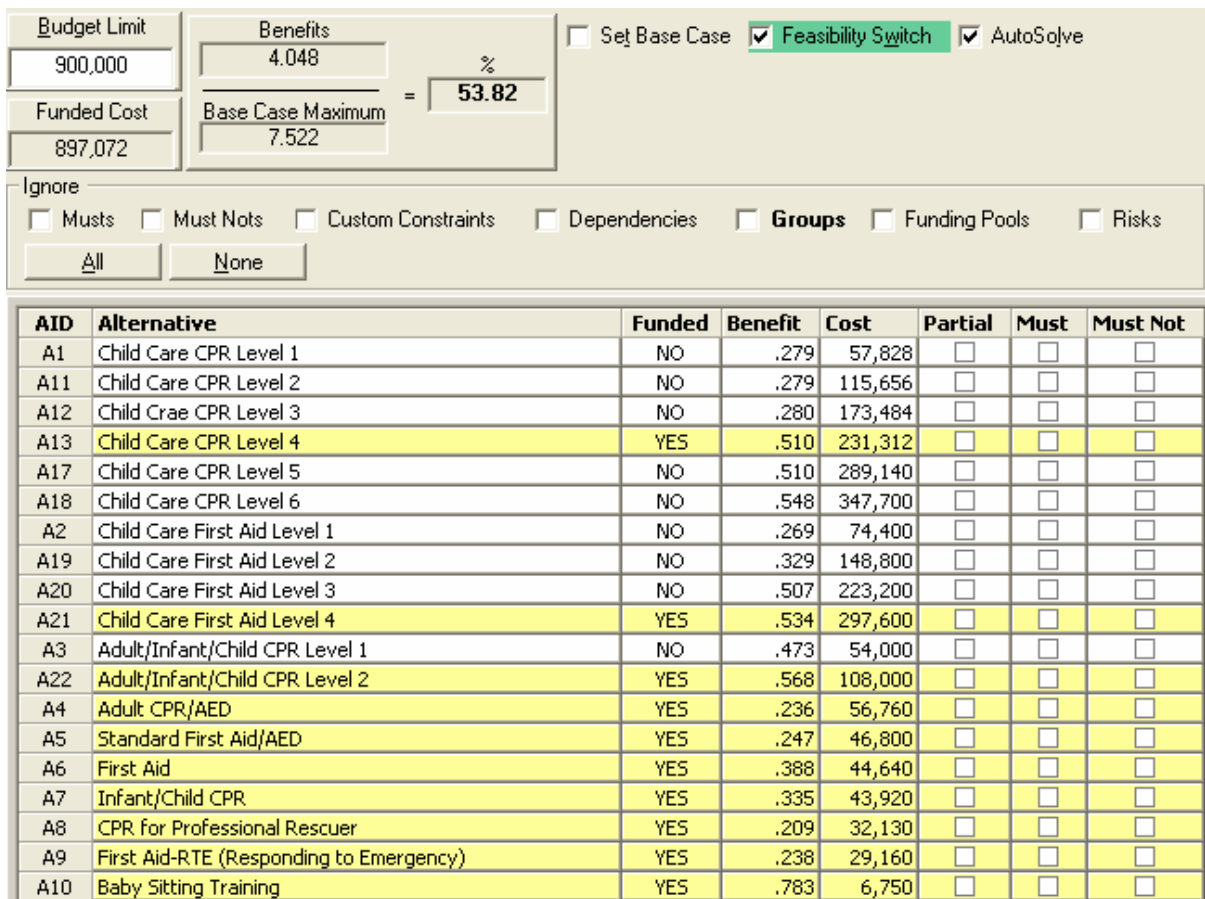 Budget Limit Benefits Set Base Case Feasibility Switch AutoSolve
900,000 4.048 %
= 53.82
Funded Cost Base Case Maximum
897,072 7.522
Ignore
Musts Must Nots Custom Constraints Dependencies Groups Funding Pools Risks
All None
AID Alternative Funded Benefit Cost Partial Must Must Not
A1 Child Care CPR Level 1 NO .279 57,828
A11 Child Care CPR Level 2 NO .279 115,656
A12 Child Crae CPR Level 3 NO .280 173,484
A13 Child Care CPR Level 4 YES .510 231,312
A17 Child Care CPR Level 5 NO .510 289,140
A18 Child Care CPR Level 6 NO .548 347,700
A2 Child Care First Aid Level 1 NO .269 74,400
A19 Child Care First Aid Level 2 NO .329 148,800
A20 Child Care First Aid Level 3 NO .507 223,200
A21 Child Care First Aid Level 4 YES .534 297,600
A3 Adult/Infant/Child CPR Level 1 NO .473 54,000
A22 Adult/Infant/Child CPR Level 2 YES .568 108,000
A4 Adult CPR/AED YES .236 56,760
A5 Standard First Aid/AED YES .247 46,800
A6 First Aid YES .388 44,640
A7 Infant/Child CPR YES .335 43,920
A8 CPR for Professional Rescuer YES .209 32,130
A9 First Aid-RTE (Responding to Emergency) YES .238 29,160
A10 Baby Sitting Training YES .783 6,750